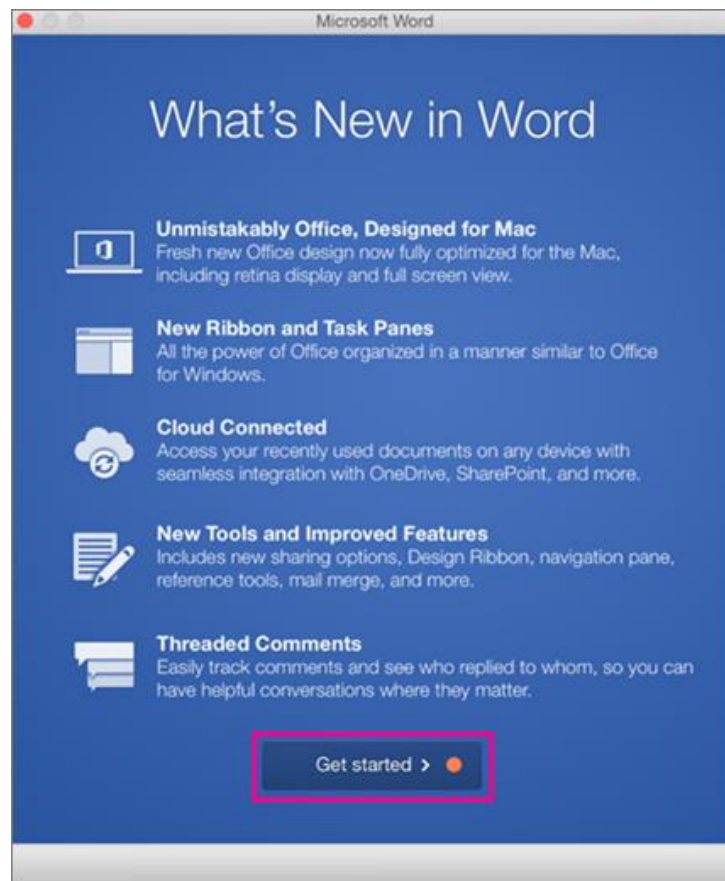 Microsoft Word
What's New in Word
Unmistakably Office, Designed for Mac
Fresh new Office design now fully optimized for the Mac,
including retina display and full screen view.
New Ribbon and Task Panes
All the power of Office organized in a manner similar to Office
for Windows.
Cloud Connected
Access your recently used documents on any device with
seamless integration with OneDrive, SharePoint, and more.
New Tools and Improved Features
Includes new sharing options, Design Ribbon, navigation pane,
reference tools, mail merge, and more.
Threaded Comments
Easily track comments and see who replied to whom, so you can
have helpful conversations where they matter.
Get started >